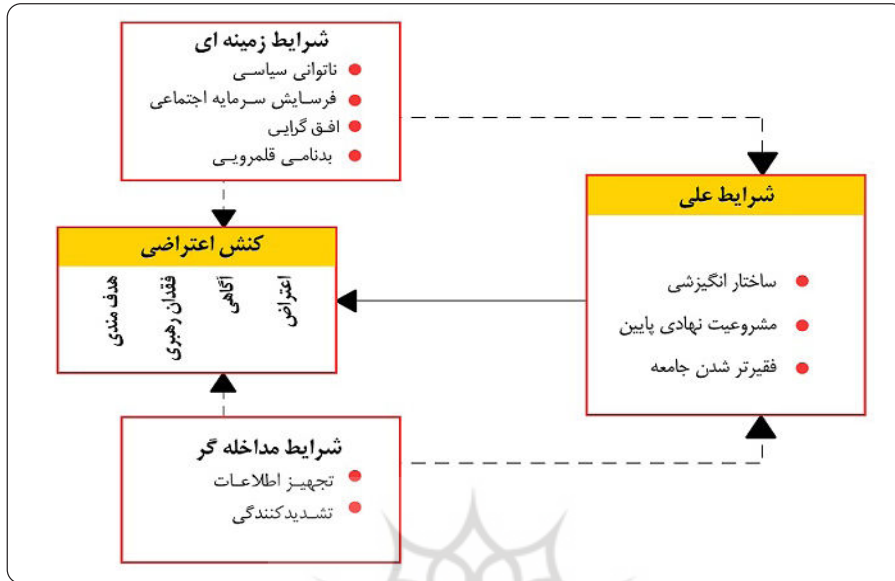 شرایط زمینه ای
ناتوانی سیاسی
فرسایش سرمایه اجتماعی
افق گرایی
بدنامی قلمرویی
شرایط علی
ساختار انگیزشی
مشروعیت نهادی پایین
فقیرتر شدن جامعه
کنش اعتراضی
اعتراض
آگاهی
فقدان رهبری
هدف مندی
شرایط مداخله گر
تجهیز اطلاعات
تشدیدکنندگی